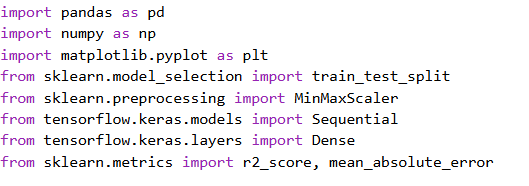 import pandas as pd
import numpy as np
import matplotlib.pyplot as plt
from sklearn.model_selection import train_test_split
from sklearn.preprocessing import MinMaxScaler
from tensorflow.keras.models import Sequential
from tensorflow.keras.layers import Dense
from sklearn.metrics import r2_score, mean_absolute_error